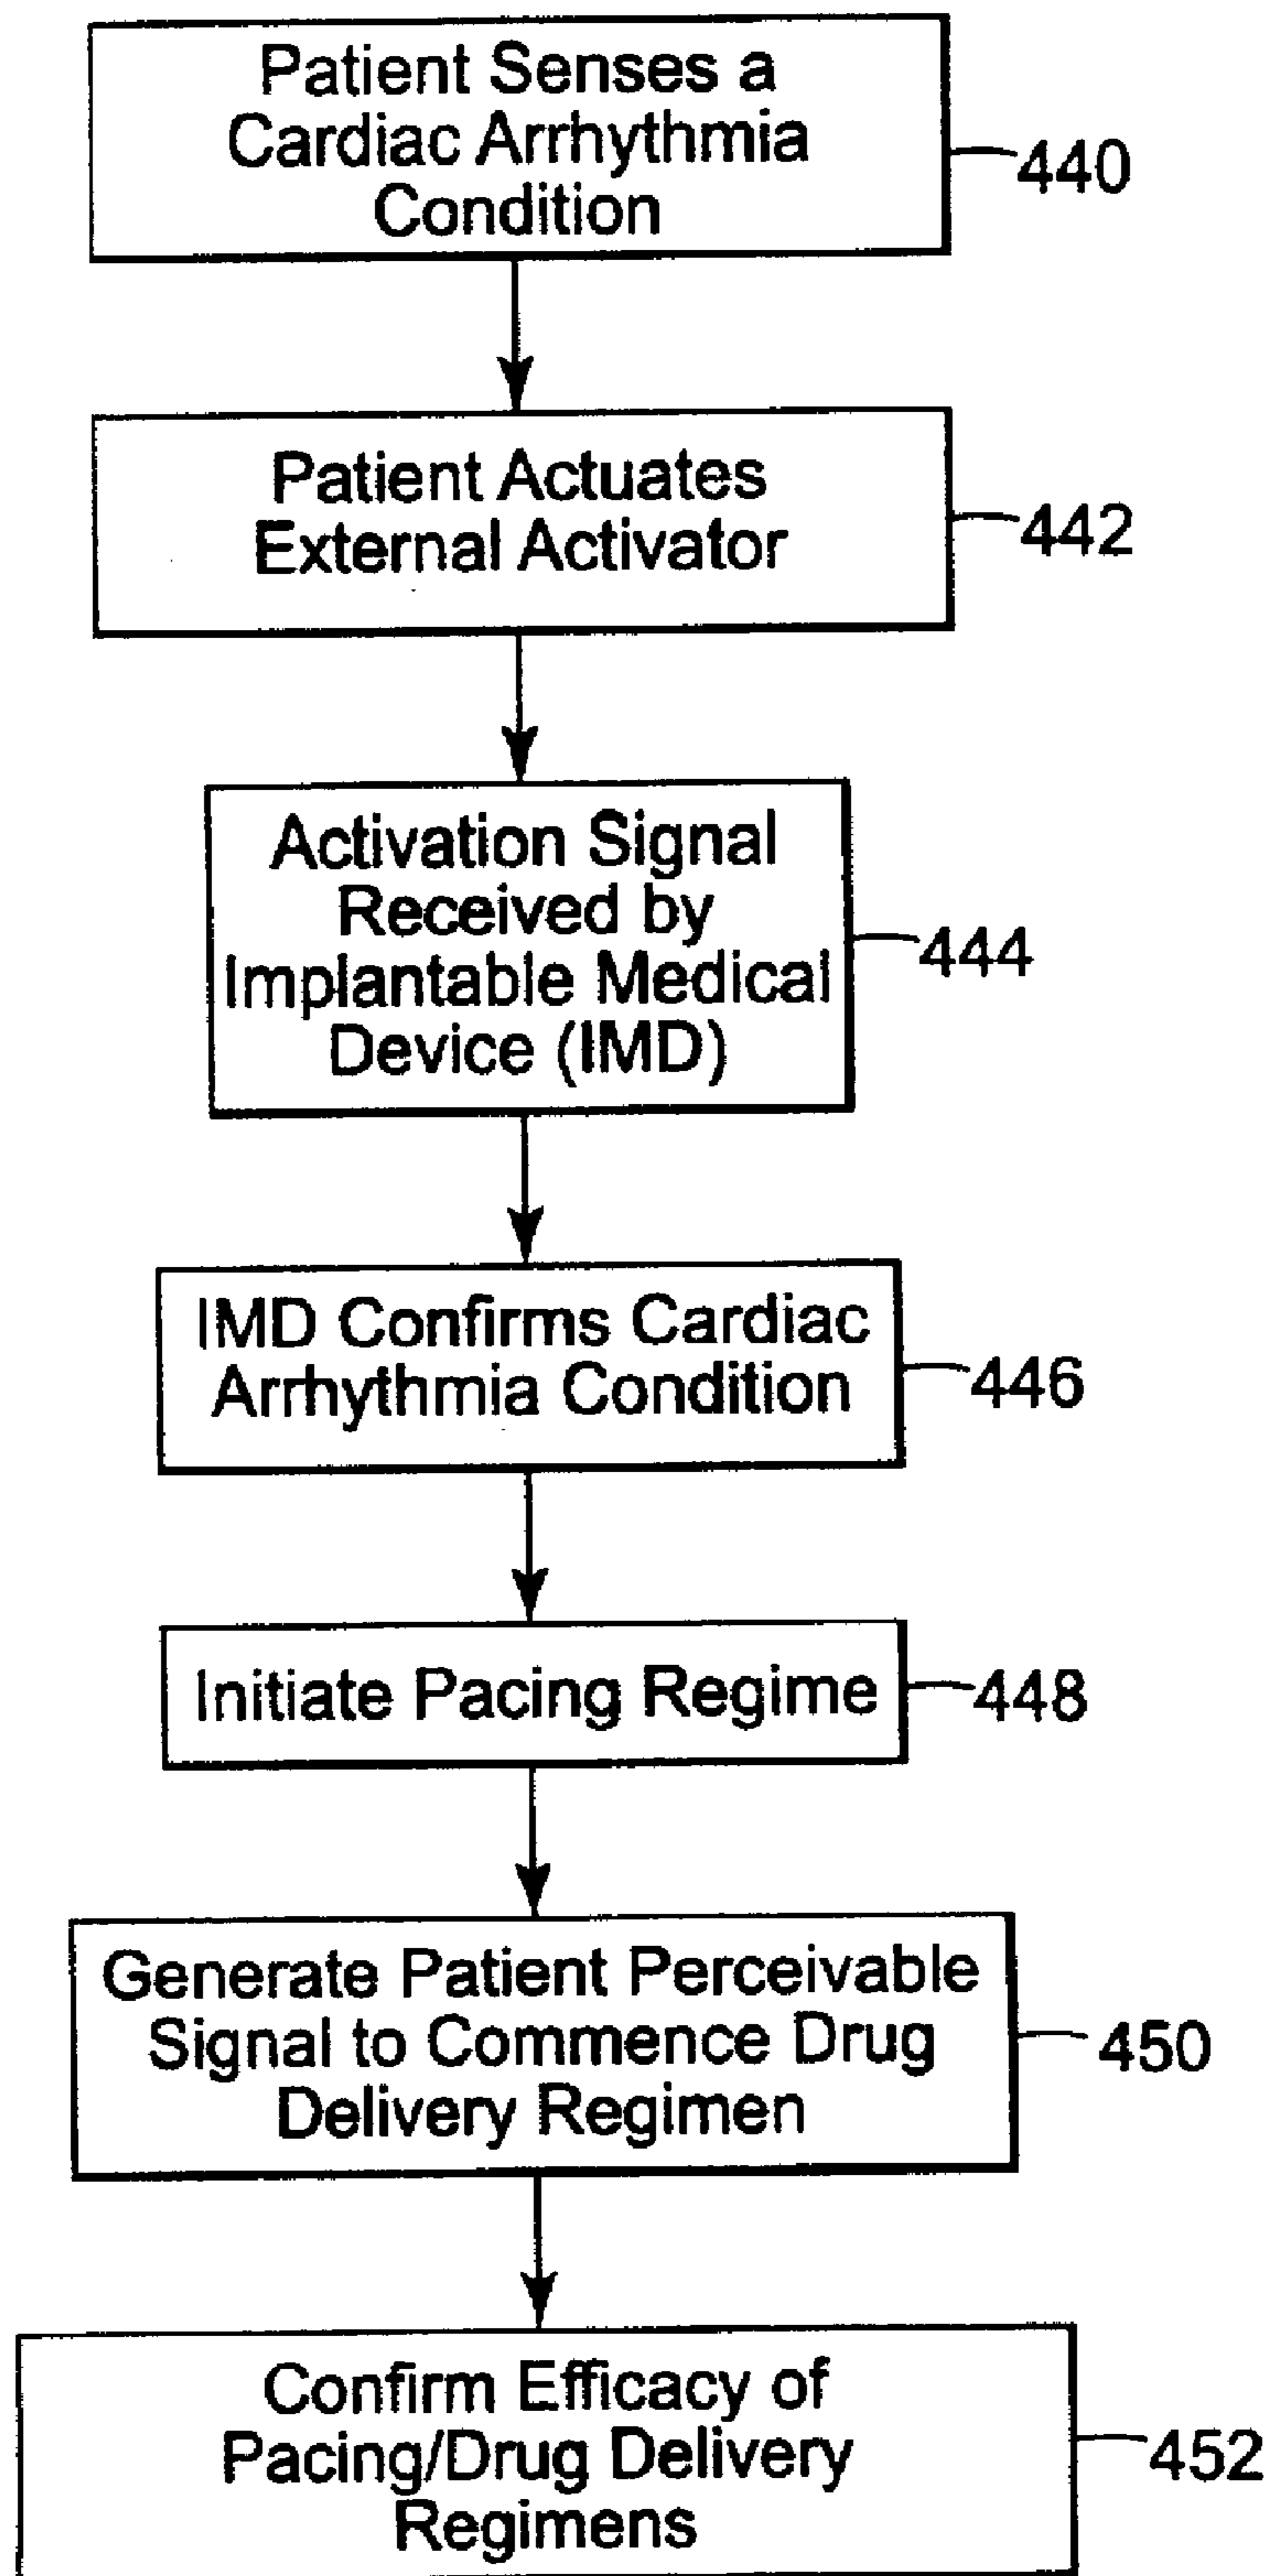 Patient Senses a
Cardiac Arrhythmia
Condition
440
Patient Actuates
External Activator
442
Activation Signal
Received by
Implantable Medical
Device (IMD)
444
IMD Confirms Cardiac
Arrhythmia Condition
446
Initiate Pacing Regime
448
Generate Patient Perceivable
Signal to Commence Drug
Delivery Regimen
450
Confirm Efficacy of
Pacing/Drug Delivery
Regimens
452